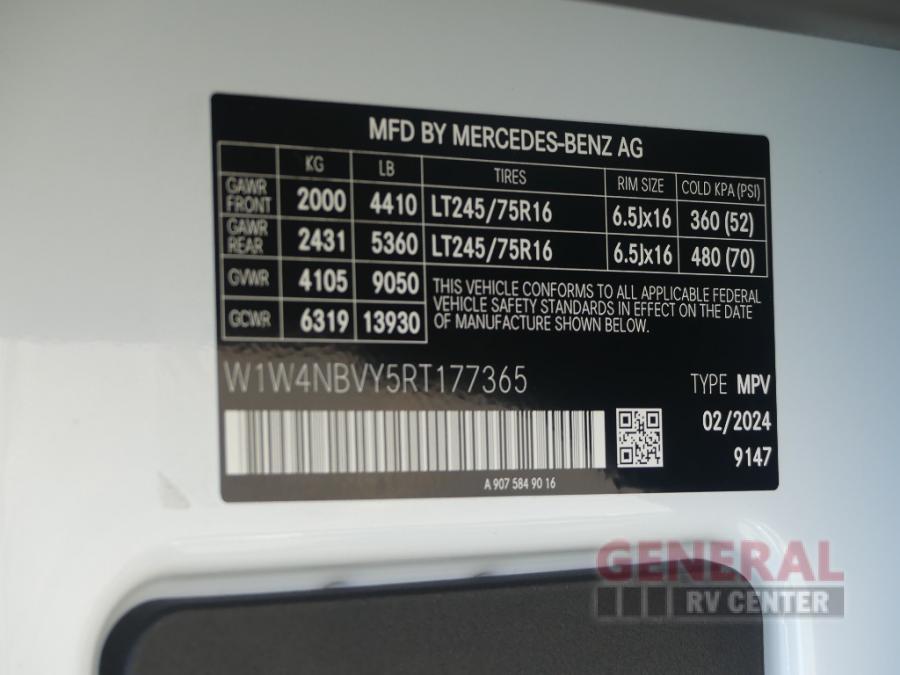 MFD BY MERCEDES-BENZ AG
KG LB TIRES RIM SIZE COLD KPA (PSI)
GAWR FRONT 2000 4410 LT245/75R16 6.5Jx16 360 (52)
GAWR REAR 2431 5360 LT245/75R16 6.5Jx16 480 (70)
GVWR 4105 9050
GCWR 6319 13930
THIS VEHICLE CONFORMS TO ALL APPLICABLE FEDERAL
VEHICLE SAFETY STANDARDS IN EFFECT ON THE DATE
OF MANUFACTURE SHOWN BELOW.
W1W4NBVY5RT177365 TYPE MPV
02/2024
9147
A 907 584 90 16
GENERAL
RV CENTER